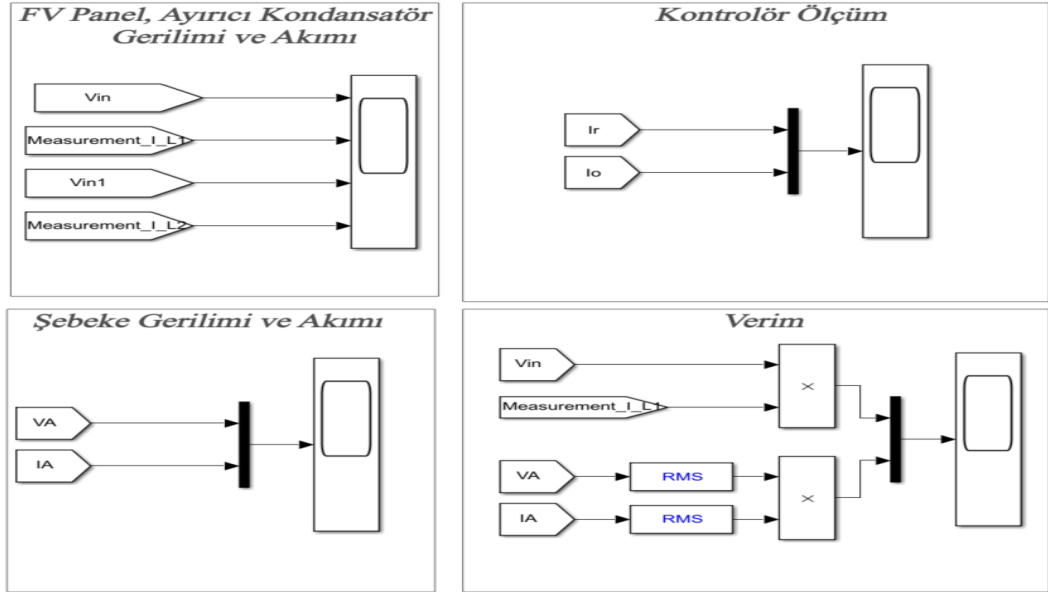 FV Panel, Ayırıcı Kondansatör
Gerilimi ve Akımı
Vin
Measurement_I_L1
Vin1
Measurement_I_L2
Kontrolör Ölçüm
Ir
Io
Şebeke Gerilimi ve Akımı
VA
IA
Verim
Vin
Measurement_I_L1
×
VA
RMS
×
IA
RMS